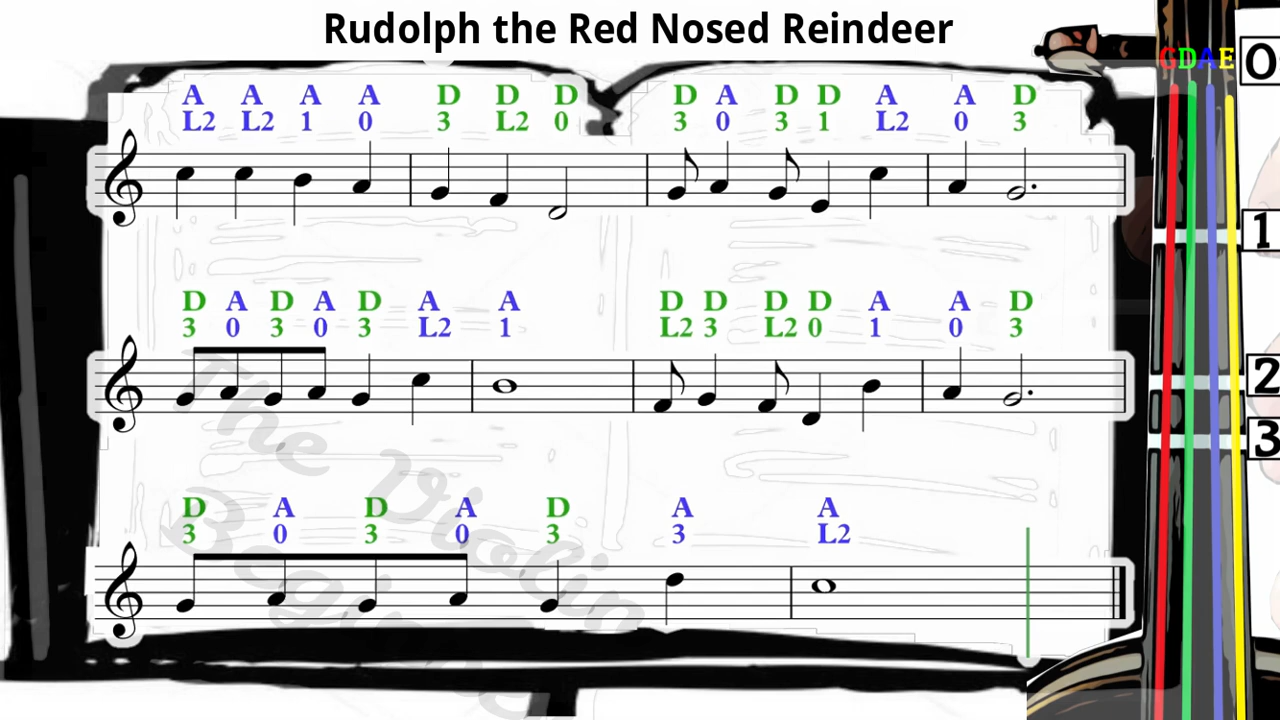 Rudolph the Red Nosed Reindeer
G D A E
O
A A A A D D D D A D D A A D
L2 L2 1 0 3 L2 0 3 0 3 1 L2 0 3
1
D A D A D A A D D D D A A D
3 0 3 0 3 L2 1 L2 3 L2 0 1 0 3
2
3
D A D A D A A
3 0 3 0 3 3 L2
The Violin